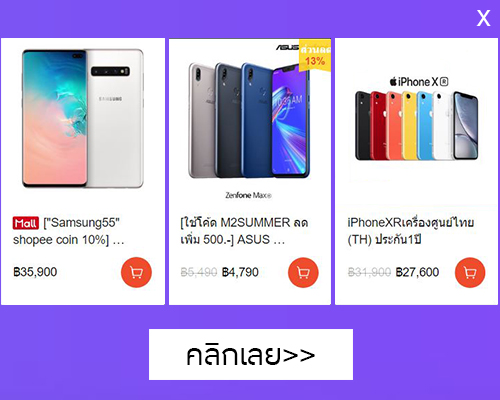 X
ASUS
ส่วนลด
13%
SAMSUNG
Zenfone Max
iPhone XR
Mall ["Samsung55"
shopee coin 10%] ...
[ใช้โค้ด M2SUMMER ลด
เพิ่ม 500.-] ASUS ...
iPhoneXRเครื่องศูนย์ไทย
(TH) ประกัน1ปี
฿35,900
฿5,490 ฿4,790
฿31,900 ฿27,600
คลิกเลย>>